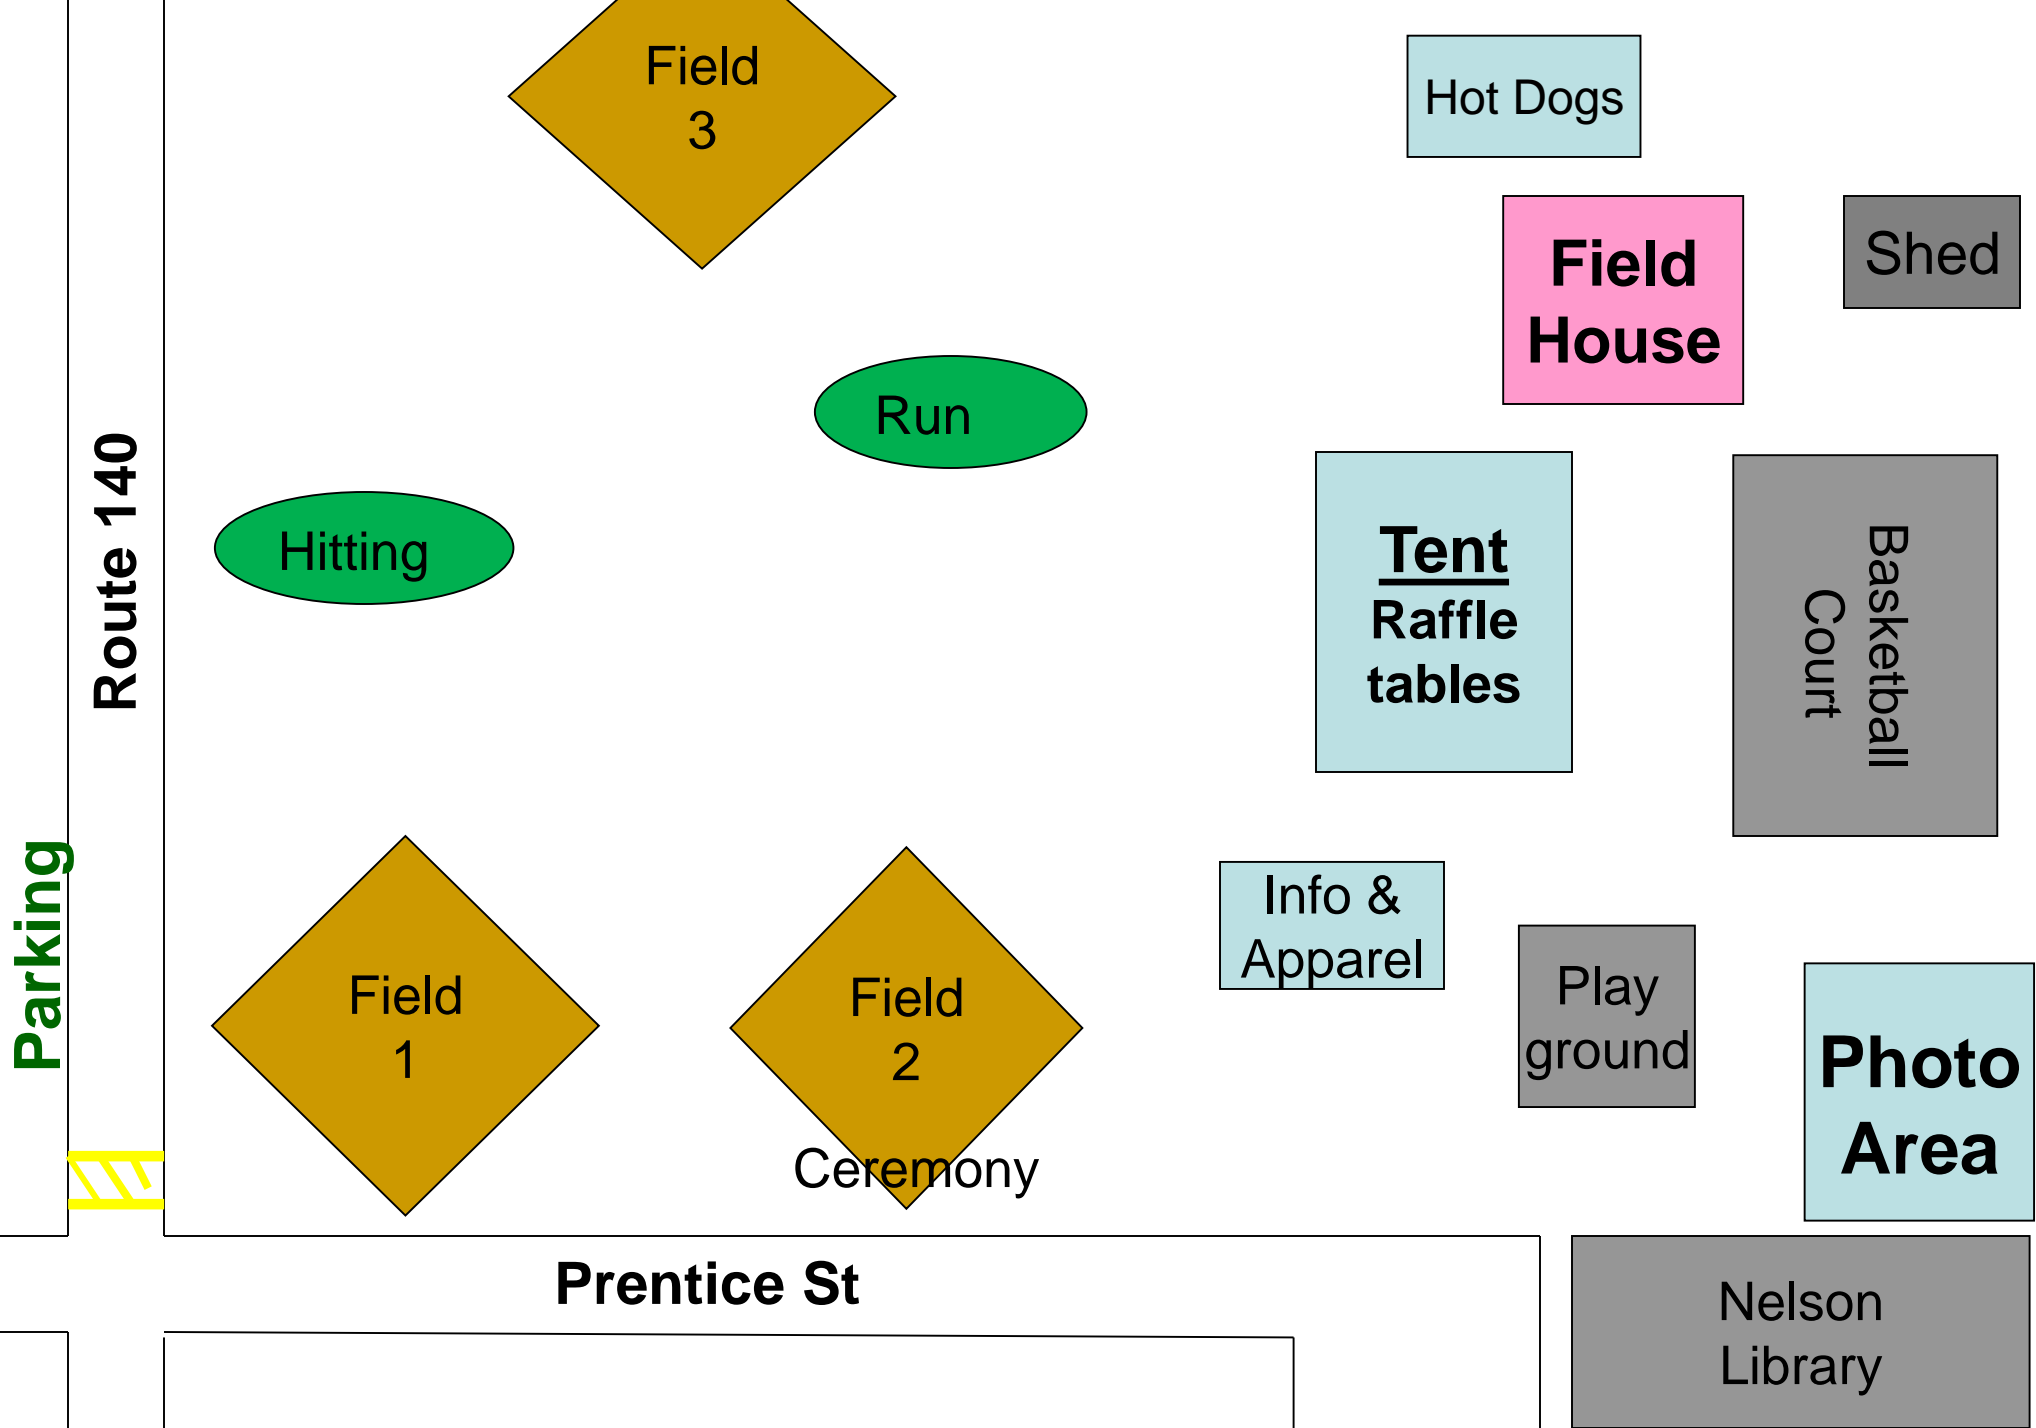 Field
3
Hot Dogs
Field
House
Shed
Run
Route 140
Hitting
Tent
Raffle
tables
Basketball
Court
Parking
Field
1
Field
2
Ceremony
Info &
Apparel
Play
ground
Photo
Area
Prentice St
Nelson
Library